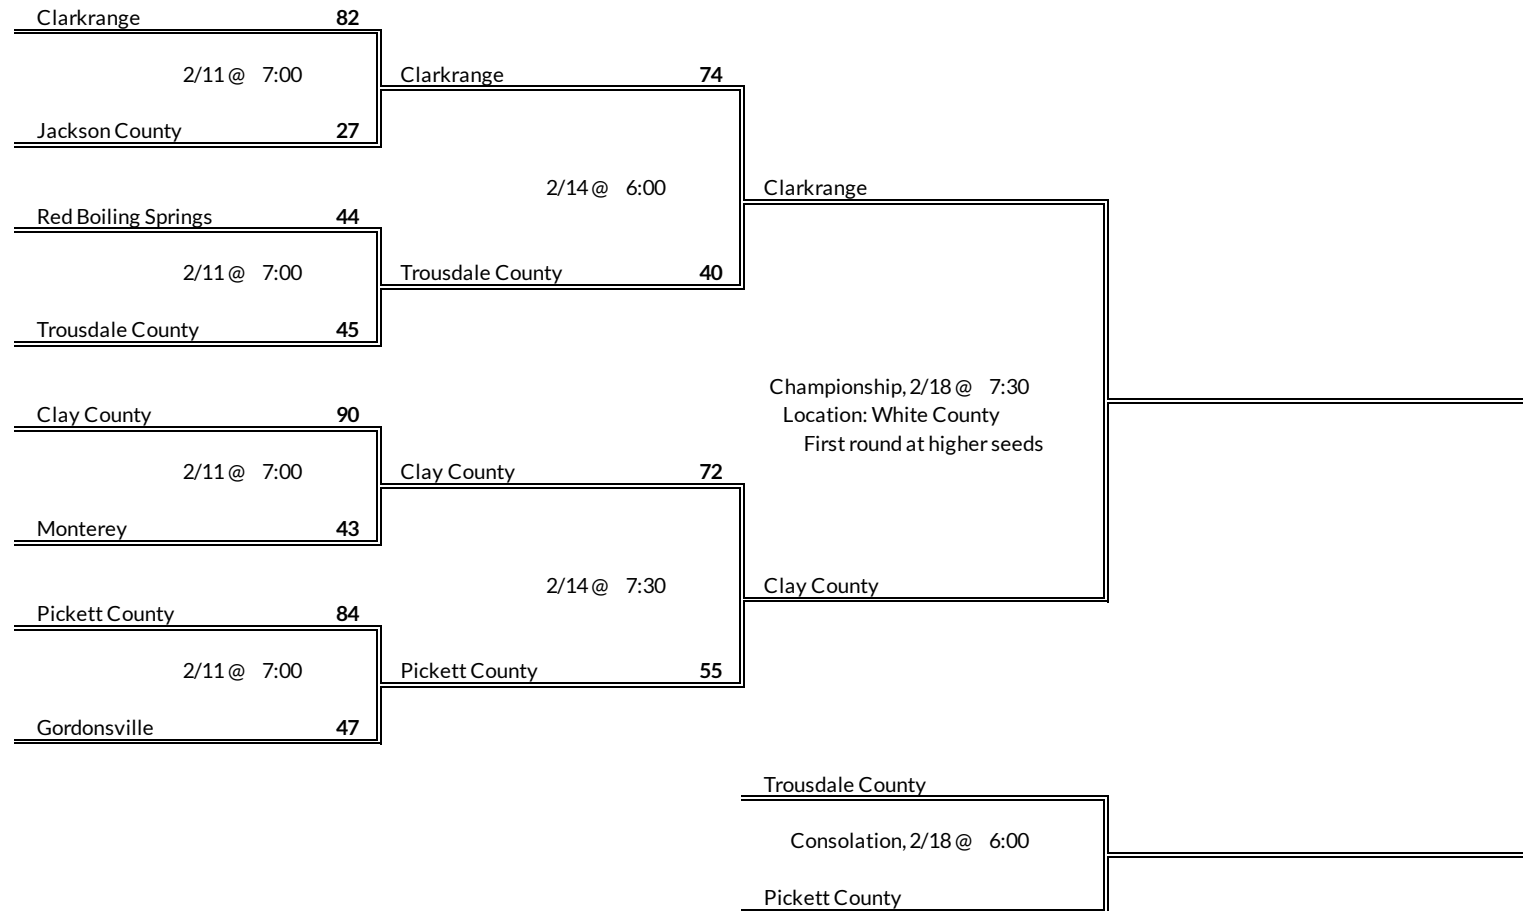 Clarkrange 82
2/11 @ 7:00
Clarkrange 74
Jackson County 27
2/14 @ 6:00
Clarkrange
Red Boiling Springs 44
2/11 @ 7:00
Trousdale County 40
Trousdale County 45
Championship, 2/18 @ 7:30
Location: White County
First round at higher seeds
Clay County 90
2/11 @ 7:00
Clay County 72
Monterey 43
2/14 @ 7:30
Clay County
Pickett County 84
2/11 @ 7:00
Pickett County 55
Gordonsville 47
Trousdale County
Consolation, 2/18 @ 6:00
Pickett County